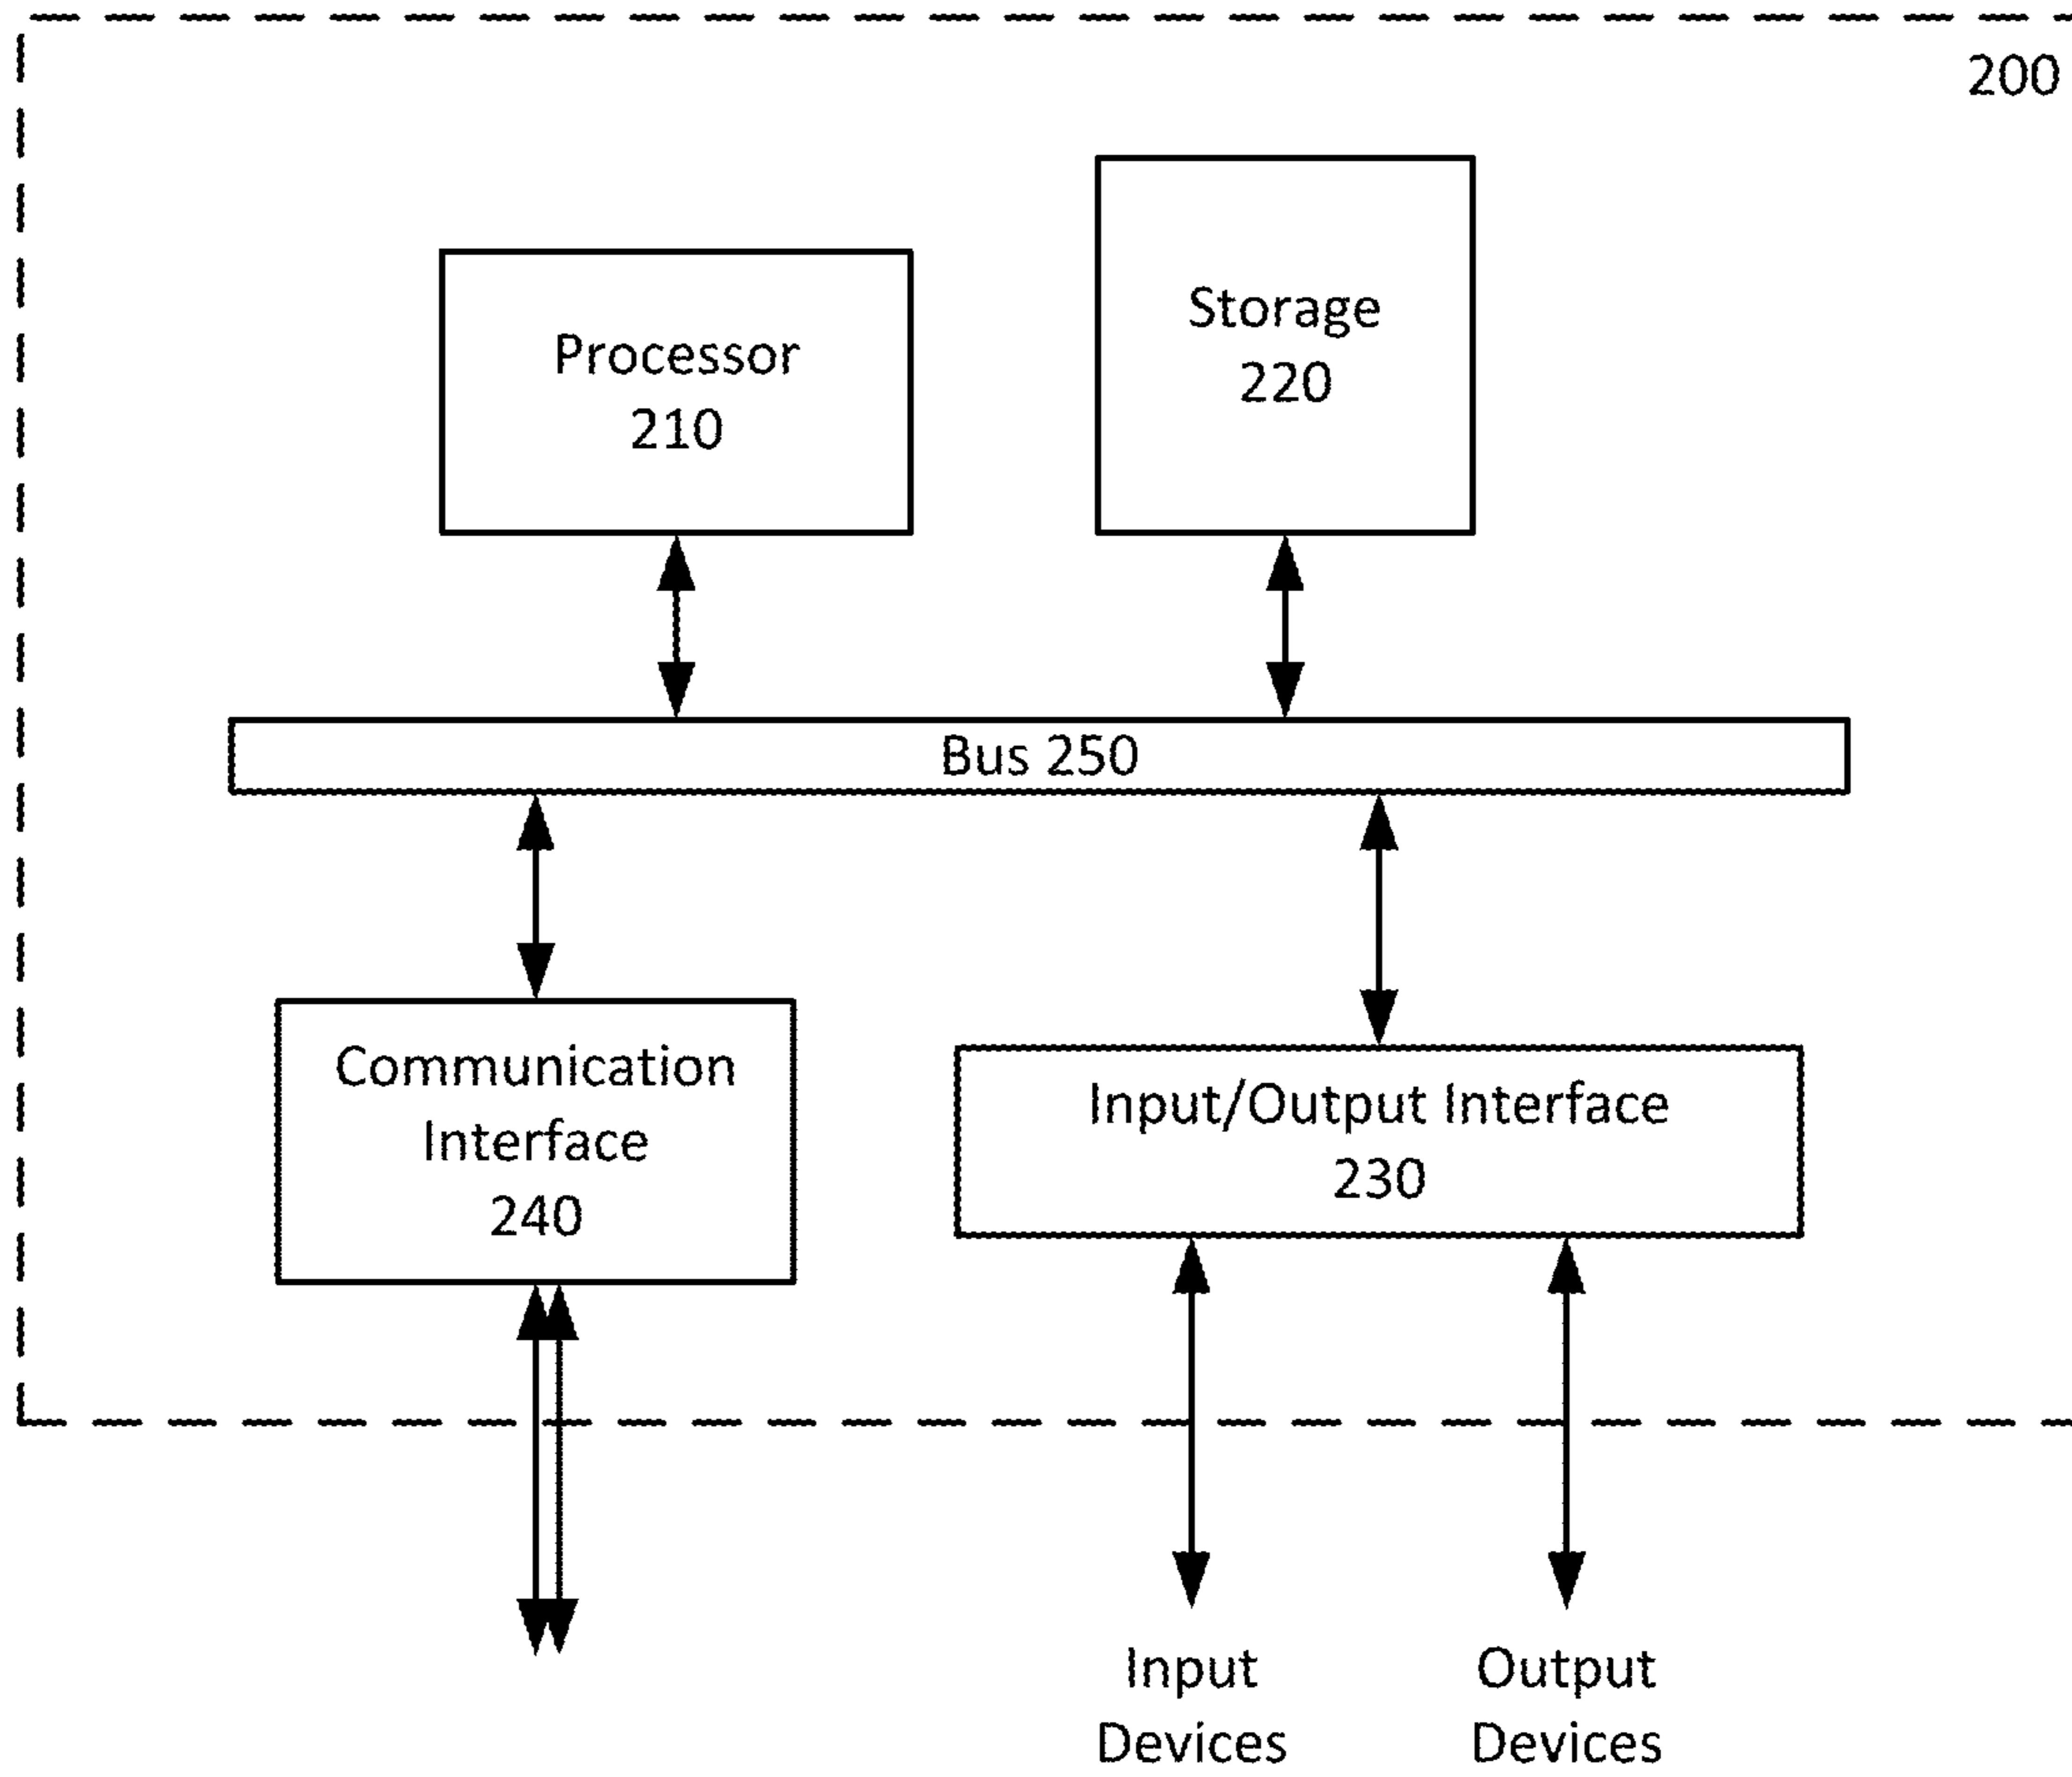 200
Processor
210
Storage
220
Bus 250
Communication
Interface
240
Input/Output Interface
230
Input
Devices
Output
Devices